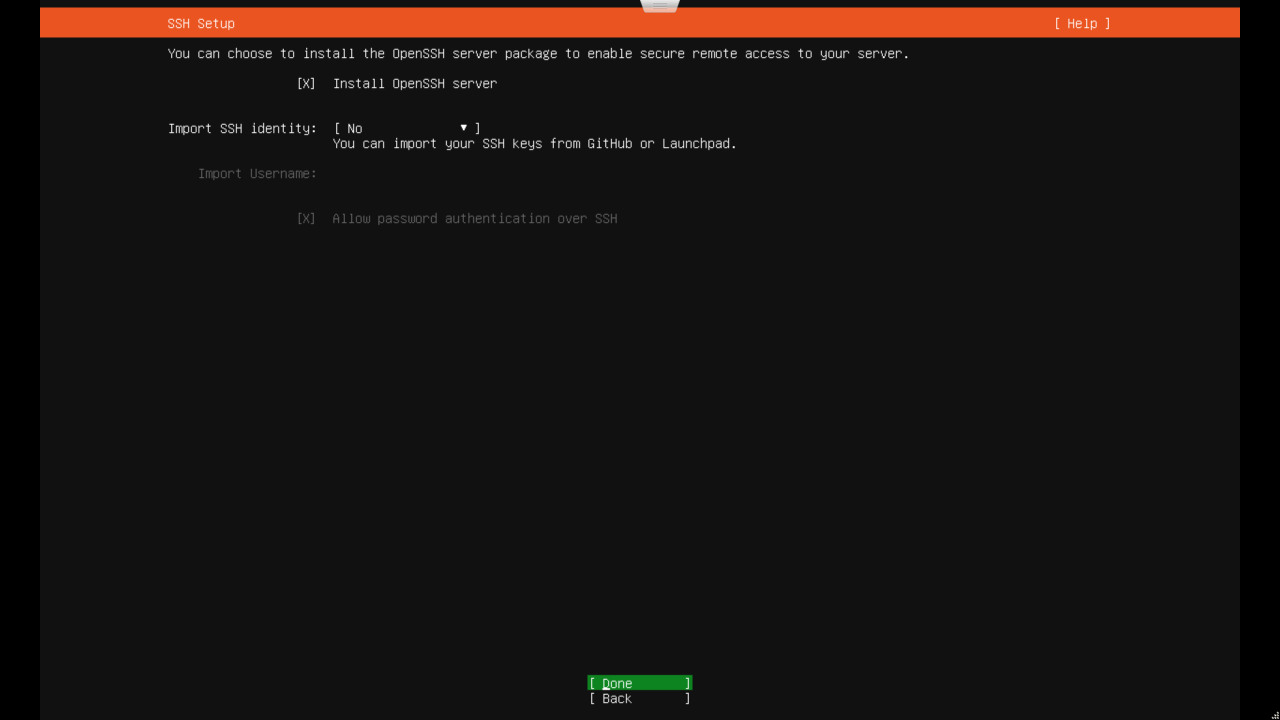 SSH Setup [ Help ]
You can choose to install the OpenSSH server package to enable secure remote access to your server.
[X] Install OpenSSH server
Import SSH identity: [ No ▾ ]
You can import your SSH keys from GitHub or Launchpad.
Import Username:
[X] Allow password authentication over SSH
[ Done ]
[ Back ]